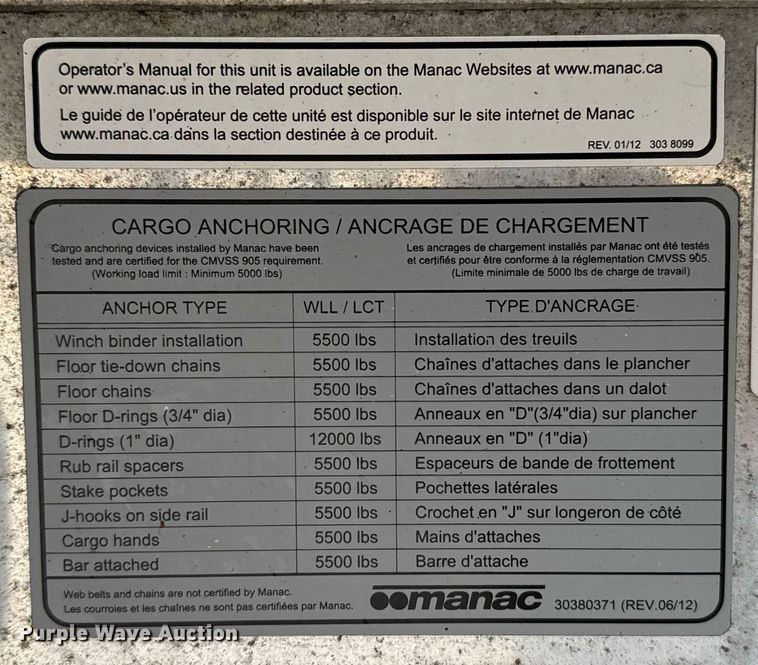 Operator's Manual for this unit is available on the Manac Websites at www.manac.ca
or www.manac.us in the related product section.
Le guide de l'opérateur de cette unité est disponible sur le site internet de Manac
www.manac.ca dans la section destinée à ce produit.
REV. 01/12 303 8099
CARGO ANCHORING / ANCRAGE DE CHARGEMENT
Cargo anchoring devices installed by Manac have been
tested and are certified for the CMVSS 905 requirement.
(Working load limit : Minimum 5000 lbs)
Les ancrages de chargement installés par Manac ont été testés
et certifiés pour être conforme à la réglementation CMVSS 905.
(Limite minimale de 5000 lbs de charge de travail)
ANCHOR TYPE WLL / LCT TYPE D'ANCRAGE
Winch binder installation 5500 lbs Installation des treuils
Floor tie-down chains 5500 lbs Chaînes d'attaches dans le plancher
Floor chains 5500 lbs Chaînes d'attaches dans un dalot
Floor D-rings (3/4" dia) 5500 lbs Anneaux en "D"(3/4"dia) sur plancher
D-rings (1" dia) 12000 lbs Anneaux en "D" (1"dia)
Rub rail spacers 5500 lbs Espaceurs de bande de frottement
Stake pockets 5500 lbs Pochettes latérales
J-hooks on side rail 5500 lbs Crochet en "J" sur longeron de côté
Cargo hands 5500 lbs Mains d'attaches
Bar attached 5500 lbs Barre d'attache
Web belts and chains are not certified by Manac.
Les courroies et les chaînes ne sont pas certifiées par Manac.
manac 30380371 (REV.06/12)
Purple Wave Auction